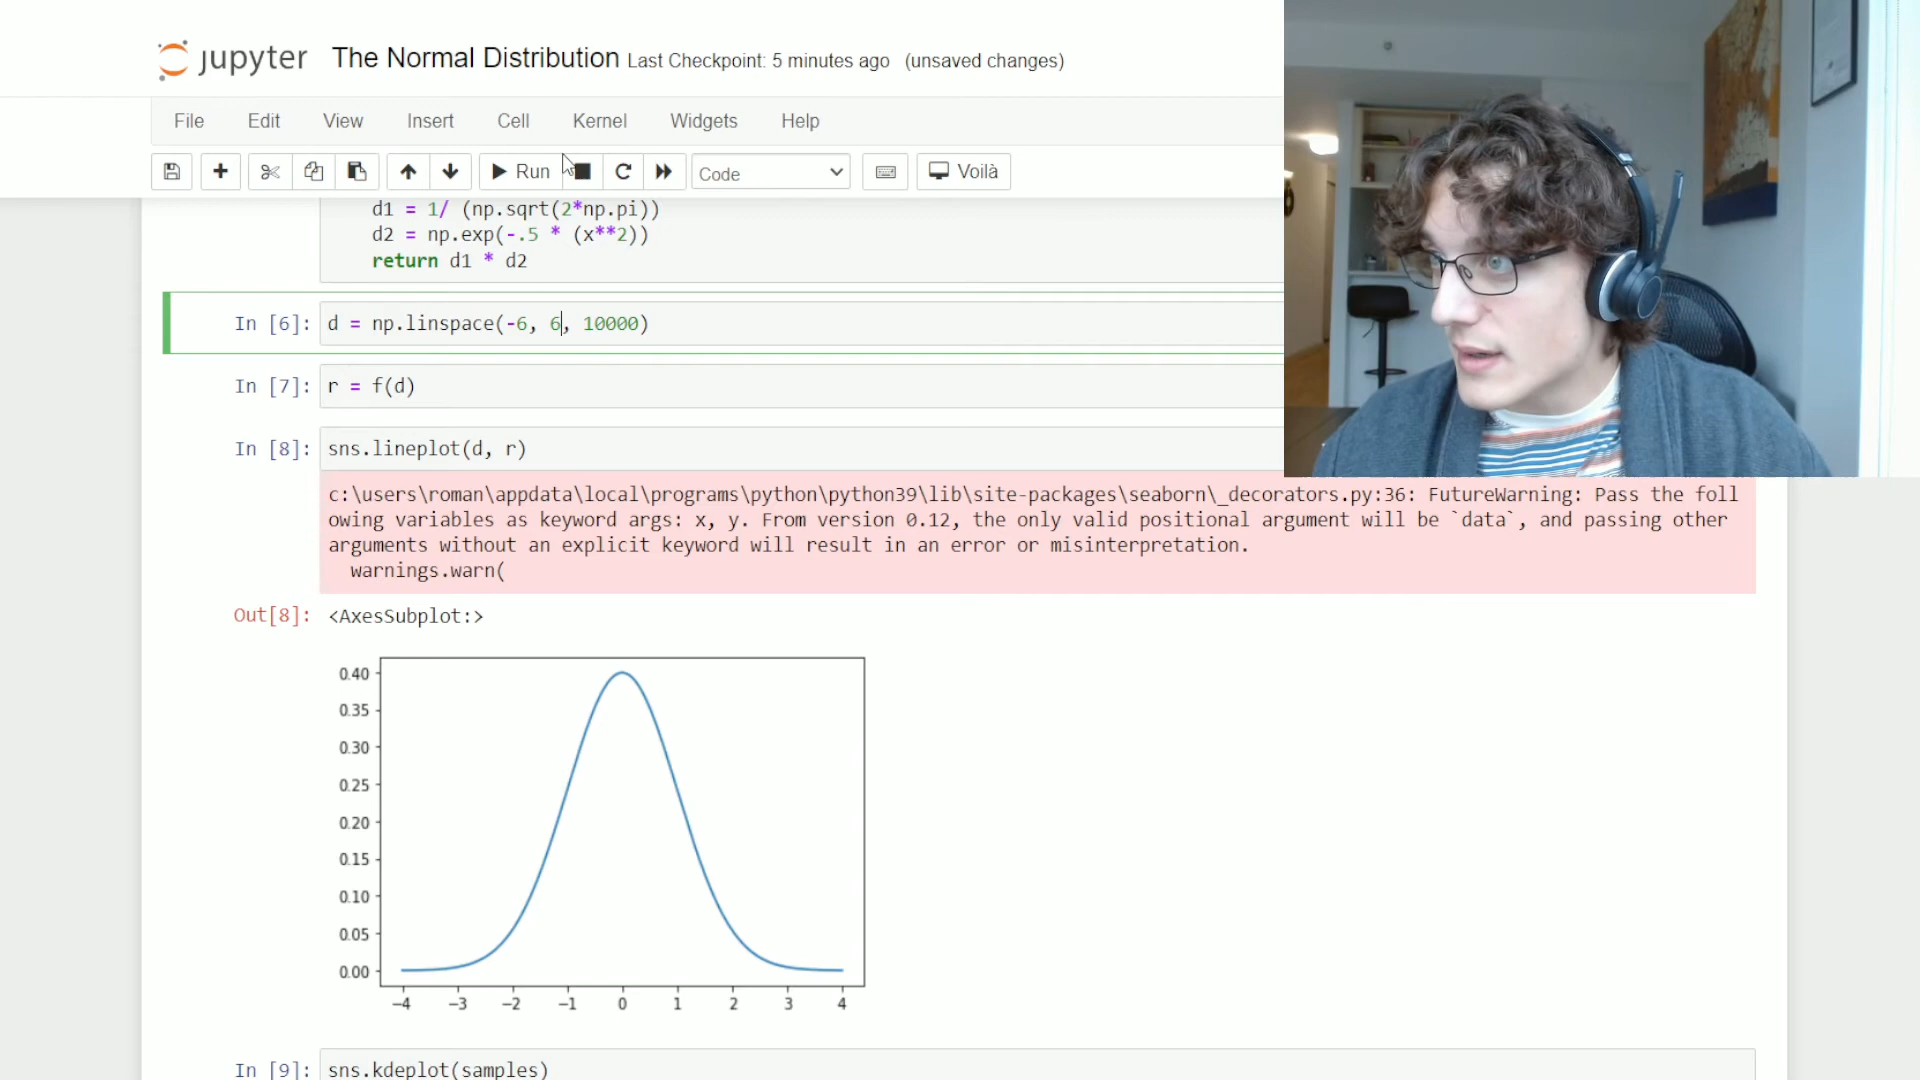 jupyter The Normal Distribution Last Checkpoint: 5 minutes ago (unsaved changes)
File Edit View Insert Cell Kernel Widgets Help
Run Code Voilà
d1 = 1/ (np.sqrt(2*np.pi))
d2 = np.exp(-.5 * (x**2))
return d1 * d2
In [6]: d = np.linspace(-6, 6, 10000)
In [7]: r = f(d)
In [8]: sns.lineplot(d, r)
c:\users\roman\appdata\local\programs\python\python39\lib\site-packages\seaborn\_decorators.py:36: FutureWarning: Pass the foll
owing variables as keyword args: x, y. From version 0.12, the only valid positional argument will be `data`, and passing other
arguments without an explicit keyword will result in an error or misinterpretation.
warnings.warn(
Out[8]: <AxesSubplot:>
0.40
0.35
0.30
0.25
0.20
0.15
0.10
0.05
0.00
−4 −3 −2 −1 0 1 2 3 4
In [9]: sns.kdeplot(samples)